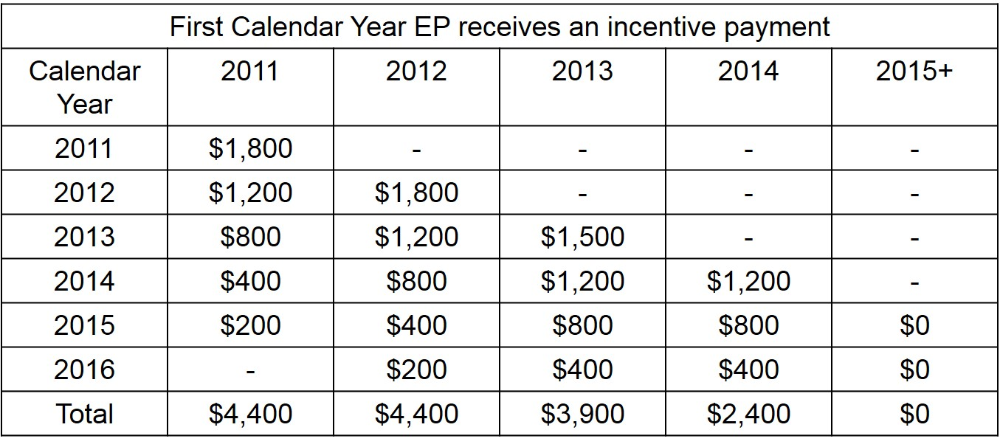 First Calendar Year EP receives an incentive payment
Calendar Year 2011 2012 2013 2014 2015+
2011 $1,800 - - - -
2012 $1,200 $1,800 - - -
2013 $800 $1,200 $1,500 - -
2014 $400 $800 $1,200 $1,200 -
2015 $200 $400 $800 $800 $0
2016 - $200 $400 $400 $0
Total $4,400 $4,400 $3,900 $2,400 $0